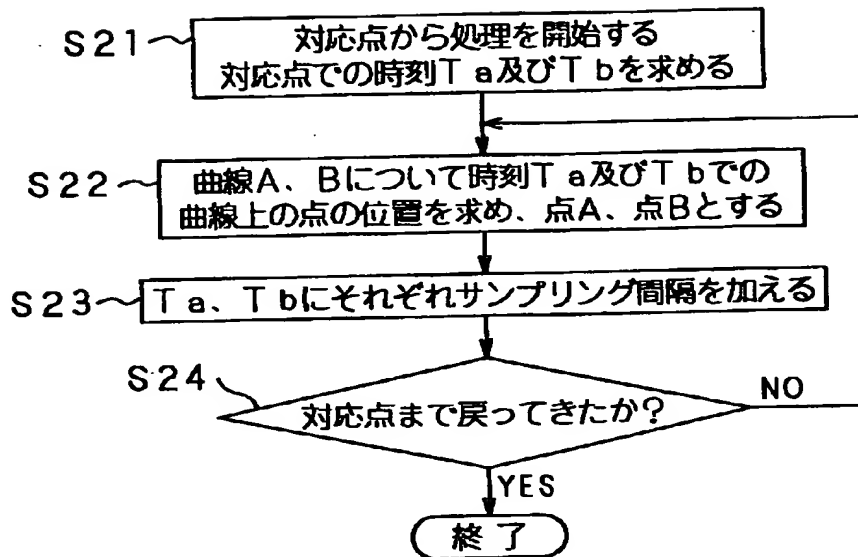 S21
対応点から処理を開始する
対応点での時刻Ta及びTbを求める
S22
曲線A、Bについて時刻Ta及びTbでの
曲線上の点の位置を求め、点A、点Bとする
S23
Ta、Tbにそれぞれサンプリング間隔を加える
S24
対応点まで戻ってきたか?
NO
YES
終了